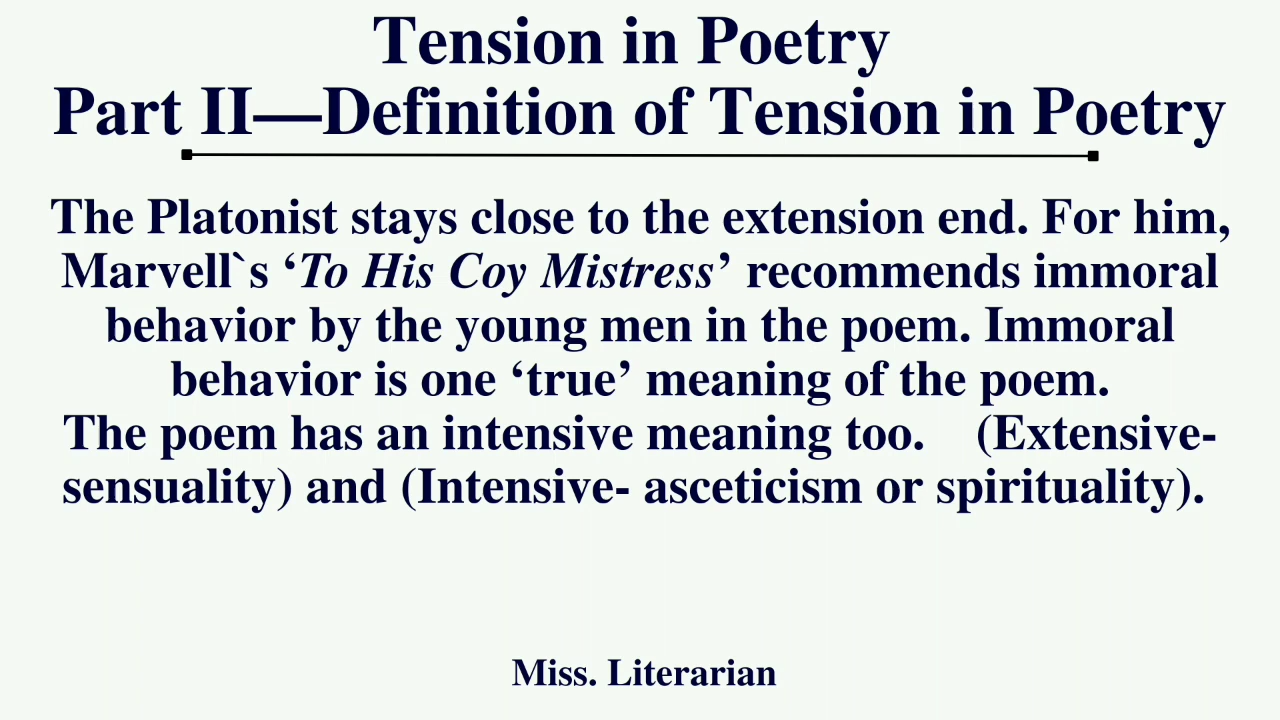 Tension in Poetry
Part II—Definition of Tension in Poetry
The Platonist stays close to the extension end. For him,
Marvell`s ‘To His Coy Mistress’ recommends immoral
behavior by the young men in the poem. Immoral
behavior is one ‘true’ meaning of the poem.
The poem has an intensive meaning too. (Extensive-
sensuality) and (Intensive- asceticism or spirituality).
Miss. Literarian